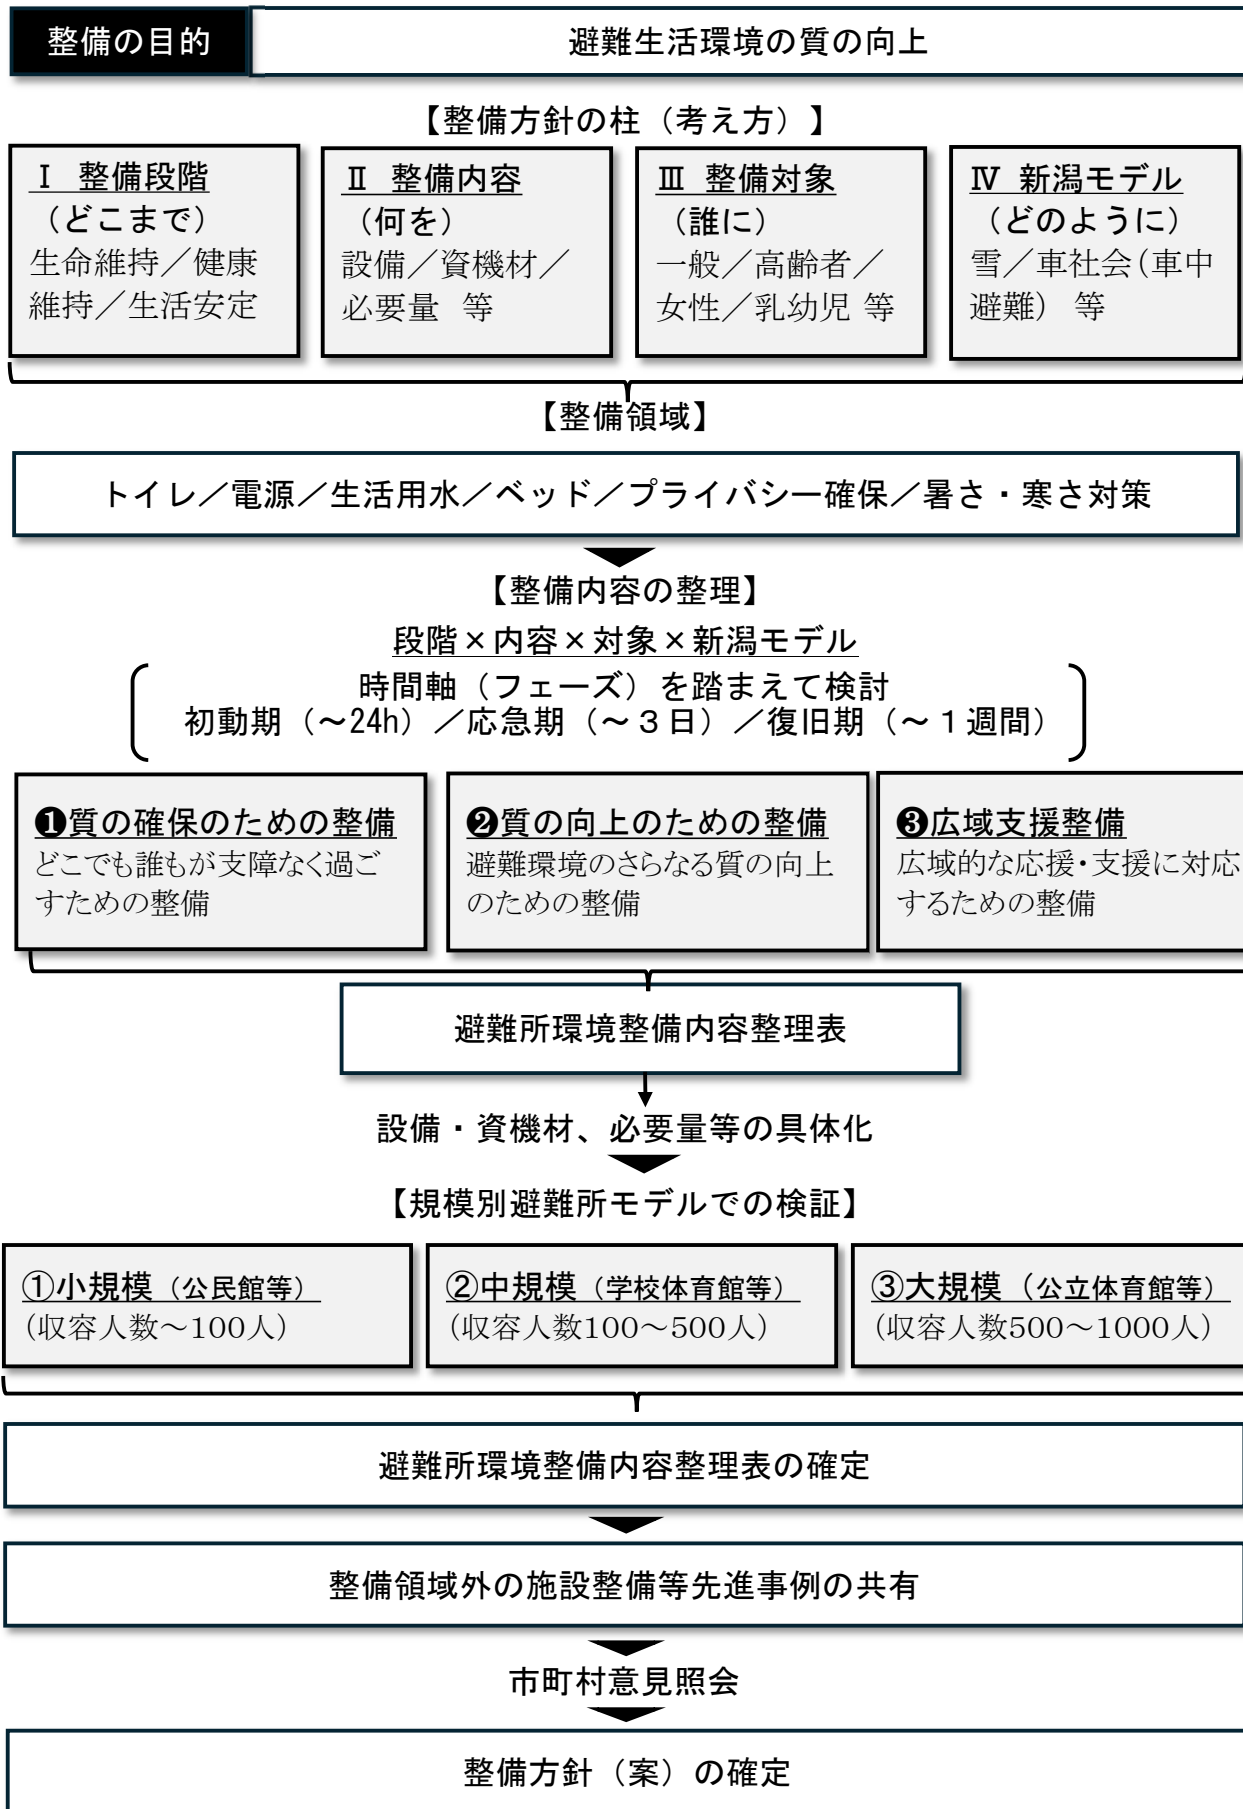 整備の目的
避難生活環境の質の向上
【整備方針の柱（考え方）】
Ⅰ 整備段階
（どこまで）
生命維持／健康
維持／生活安定
Ⅱ 整備内容
（何を）
設備／資機材／
必要量 等
Ⅲ 整備対象
（誰に）
一般／高齢者／
女性／乳幼児 等
Ⅳ 新潟モデル
（どのように）
雪／車社会（車中
避難） 等
【整備領域】
トイレ／電源／生活用水／ベッド／プライバシー確保／暑さ・寒さ対策
【整備内容の整理】
段階×内容×対象×新潟モデル
時間軸（フェーズ）を踏まえて検討
初動期（～24h）／応急期（～３日）／復旧期（～１週間）
❶質の確保のための整備
どこでも誰もが支障なく過ご
すための整備
❷質の向上のための整備
避難環境のさらなる質の向上
のための整備
❸広域支援整備
広域的な応援・支援に対応
するための整備
避難所環境整備内容整理表
設備・資機材、必要量等の具体化
【規模別避難所モデルでの検証】
①小規模（公民館等）
（収容人数～100人）
②中規模（学校体育館等）
（収容人数100～500人）
③大規模（公立体育館等）
（収容人数500～1000人）
避難所環境整備内容整理表の確定
整備領域外の施設整備等先進事例の共有
市町村意見照会
整備方針（案）の確定